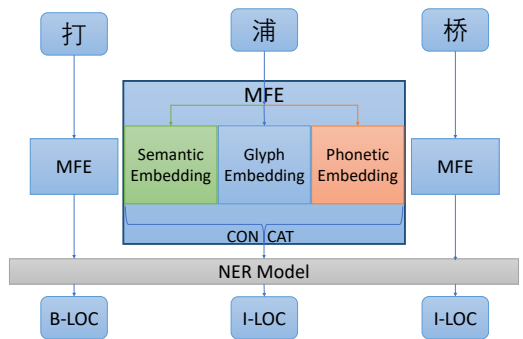 打
浦
桥
MFE
MFE
Semantic
Embedding
Glyph
Embedding
Phonetic
Embedding
MFE
CON CAT
NER Model
B-LOC
I-LOC
I-LOC